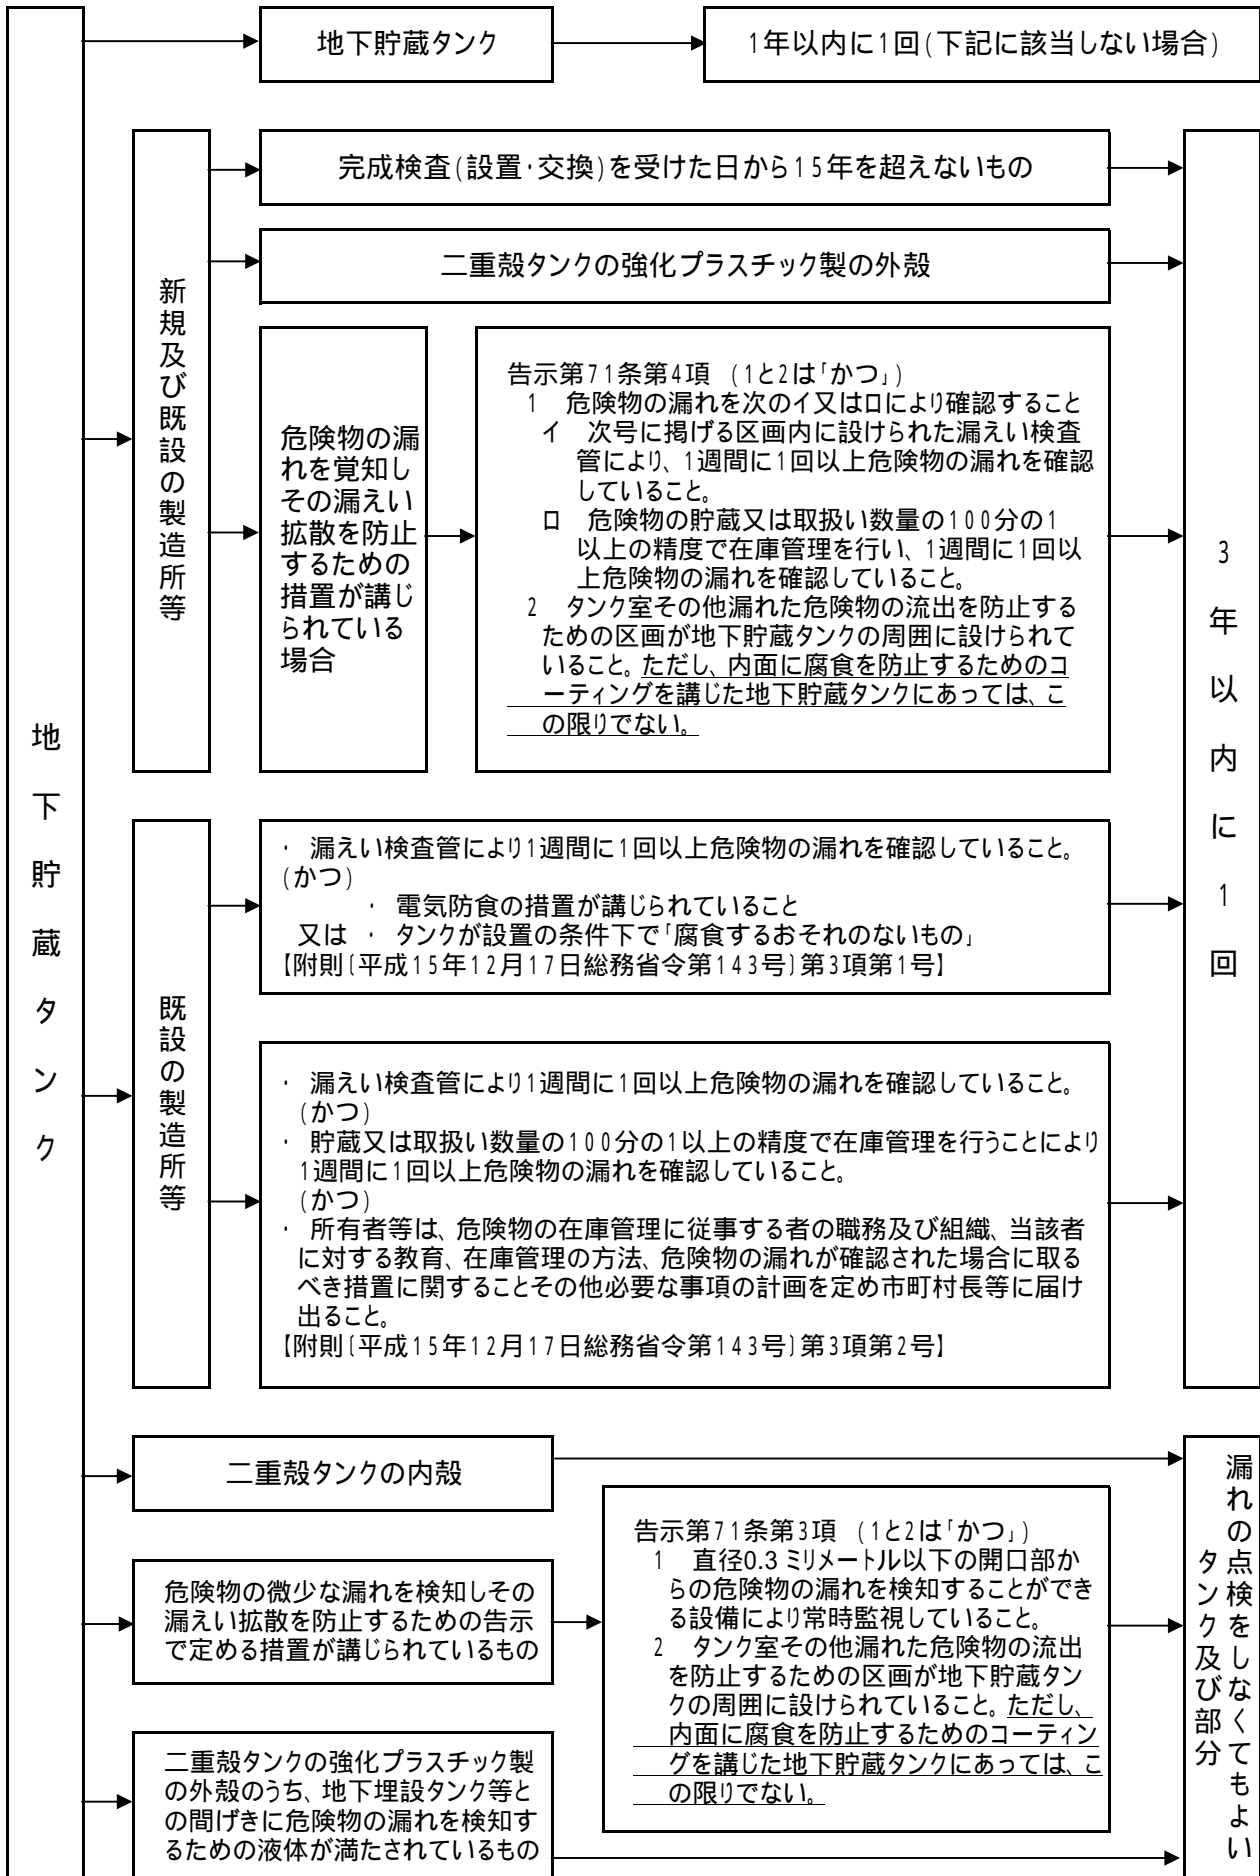 地下貯蔵タンク
地下貯蔵タンク
1年以内に1回(下記に該当しない場合)
新規及び既設の製造所等
完成検査(設置・交換)を受けた日から15年を超えないもの
二重殻タンクの強化プラスチック製の外殻
危険物の漏
れを覚知し
その漏えい
拡散を防止
するための
措置が講じ
られている
場合
告示第71条第4項 (1と2は「かつ」)
1 危険物の漏れを次のイ又はロにより確認すること
イ 次号に掲げる区画内に設けられた漏えい検査
管により、1週間に1回以上危険物の漏れを確認
していること。
ロ 危険物の貯蔵又は取扱い数量の100分の1
以上の精度で在庫管理を行い、1週間に1回以
上危険物の漏れを確認していること。
2 タンク室その他漏れた危険物の流出を防止する
ための区画が地下貯蔵タンクの周囲に設けられて
いること。ただし、内面に腐食を防止するためのコ
ーティングを講じた地下貯蔵タンクにあっては、こ
の限りでない。
3年以内に1回
既設の製造所等
・ 漏えい検査管により1週間に1回以上危険物の漏れを確認していること。
(かつ)
・ 電気防食の措置が講じられていること
又は ・ タンクが設置の条件下で「腐食するおそれのないもの」
【附則〔平成15年12月17日総務省令第143号〕第3項第1号】
・ 漏えい検査管により1週間に1回以上危険物の漏れを確認していること。
(かつ)
・ 貯蔵又は取扱い数量の100分の1以上の精度で在庫管理を行うことにより
1週間に1回以上危険物の漏れを確認していること。
(かつ)
・ 所有者等は、危険物の在庫管理に従事する者の職務及び組織、当該者
に対する教育、在庫管理の方法、危険物の漏れが確認された場合に取る
べき措置に関することその他必要な事項の計画を定め市町村長等に届け
出ること。
【附則〔平成15年12月17日総務省令第143号〕第3項第2号】
二重殻タンクの内殻
危険物の微少な漏れを検知しその
漏えい拡散を防止するための告示
で定める措置が講じられているもの
告示第71条第3項 (1と2は「かつ」)
1 直径0.3ミリメートル以下の開口部か
らの危険物の漏れを検知することができ
る設備により常時監視していること。
2 タンク室その他漏れた危険物の流出
を防止するための区画が地下貯蔵タン
クの周囲に設けられていること。ただし、
内面に腐食を防止するためのコーティン
グを講じた地下貯蔵タンクにあっては、こ
の限りでない。
二重殻タンクの強化プラスチック製
の外殻のうち、地下埋設タンク等と
の間げきに危険物の漏れを検知す
るための液体が満たされているもの
漏れの点検をしなくてもよい
タンク及び部分